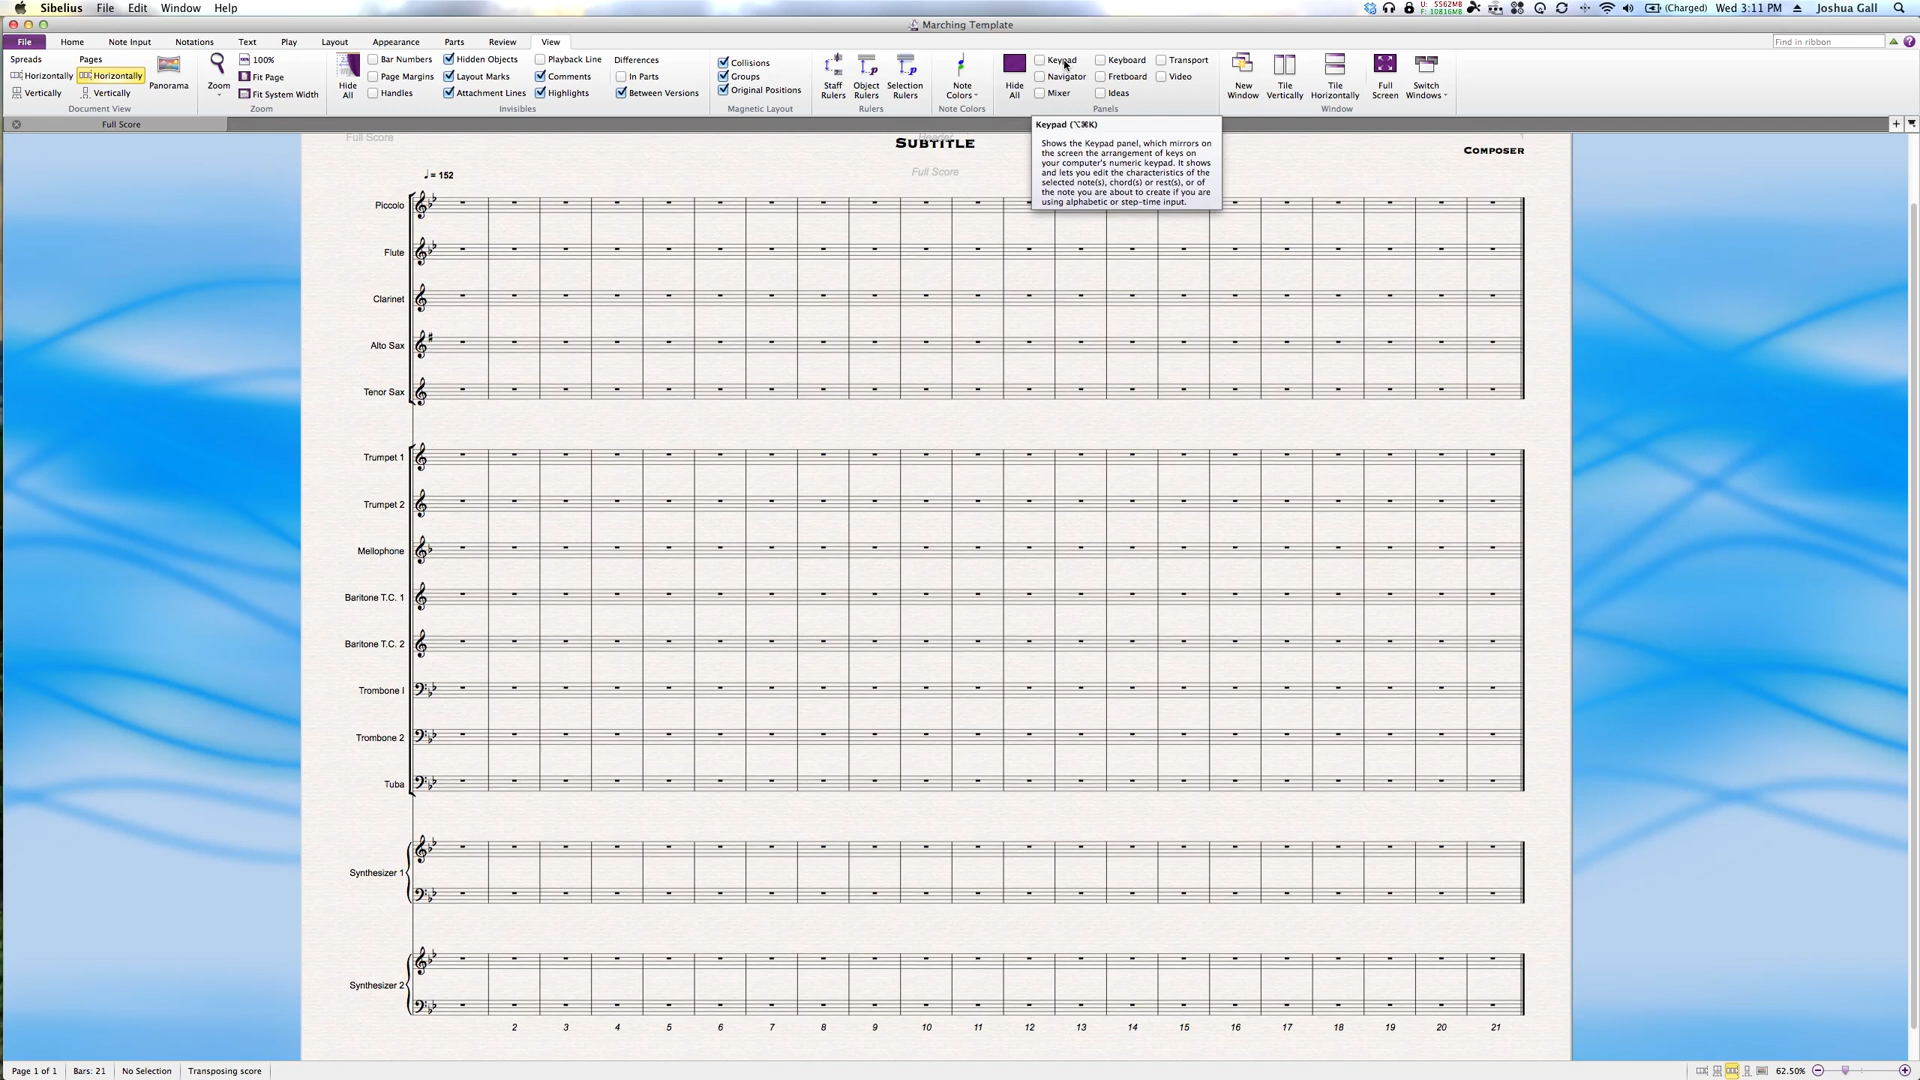 Sibelius File Edit Window Help U: 5562MB F: 10816MB (Charged) Wed 3:11 PM Joshua Gall
Marching Template
File Home Note Input Notations Text Play Layout Appearance Parts Review View Find in ribbon
Spreads Pages 100% Bar Numbers Hidden Objects Playback Line Differences Collisions Keypad Keyboard Transport
Horizontally Horizontally Fit Page Page Margins Layout Marks Comments In Parts Groups Navigator Fretboard Video
Vertically Vertically Panorama Zoom Fit System Width Hide All Handles Attachment Lines Highlights Between Versions Original Positions Staff Rulers Object Rulers Selection Rulers Note Colors Hide All Mixer Ideas New Window Tile Vertically Tile Horizontally Full Screen Switch Windows
Document View Zoom Invisibles Magnetic Layout Rulers Note Colors Panels Window
Full Score
Full Score Header
Subtitle
Composer
Full Score
♩ = 152
Keypad (⌥⌘K)
Shows the Keypad panel, which mirrors on
the screen the arrangement of keys on
your computer's numeric keypad. It shows
and lets you edit the characteristics of the
selected note(s), chord(s) or rest(s), or of
the note you are about to create if you are
using alphabetic or step-time input.
Piccolo
Flute
Clarinet
Alto Sax
Tenor Sax
Trumpet 1
Trumpet 2
Mellophone
Baritone T.C. 1
Baritone T.C. 2
Trombone I
Trombone 2
Tuba
Synthesizer 1
Synthesizer 2
2 3 4 5 6 7 8 9 10 11 12 13 14 15 16 17 18 19 20 21
Page 1 of 1 Bars: 21 No Selection Transposing score 62.50%